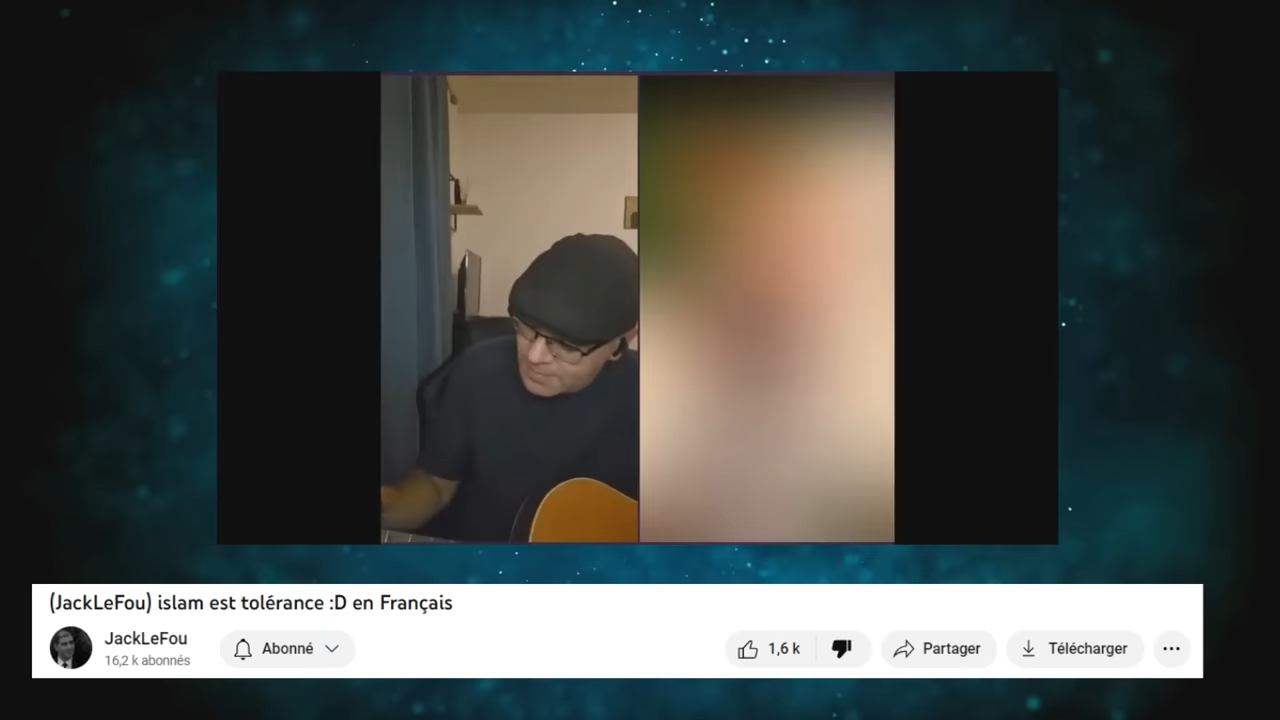 (JackLeFou) islam est tolérance :D en Français
JackLeFou
16,2 k abonnés
Abonné
1,6 k
Partager
Télécharger